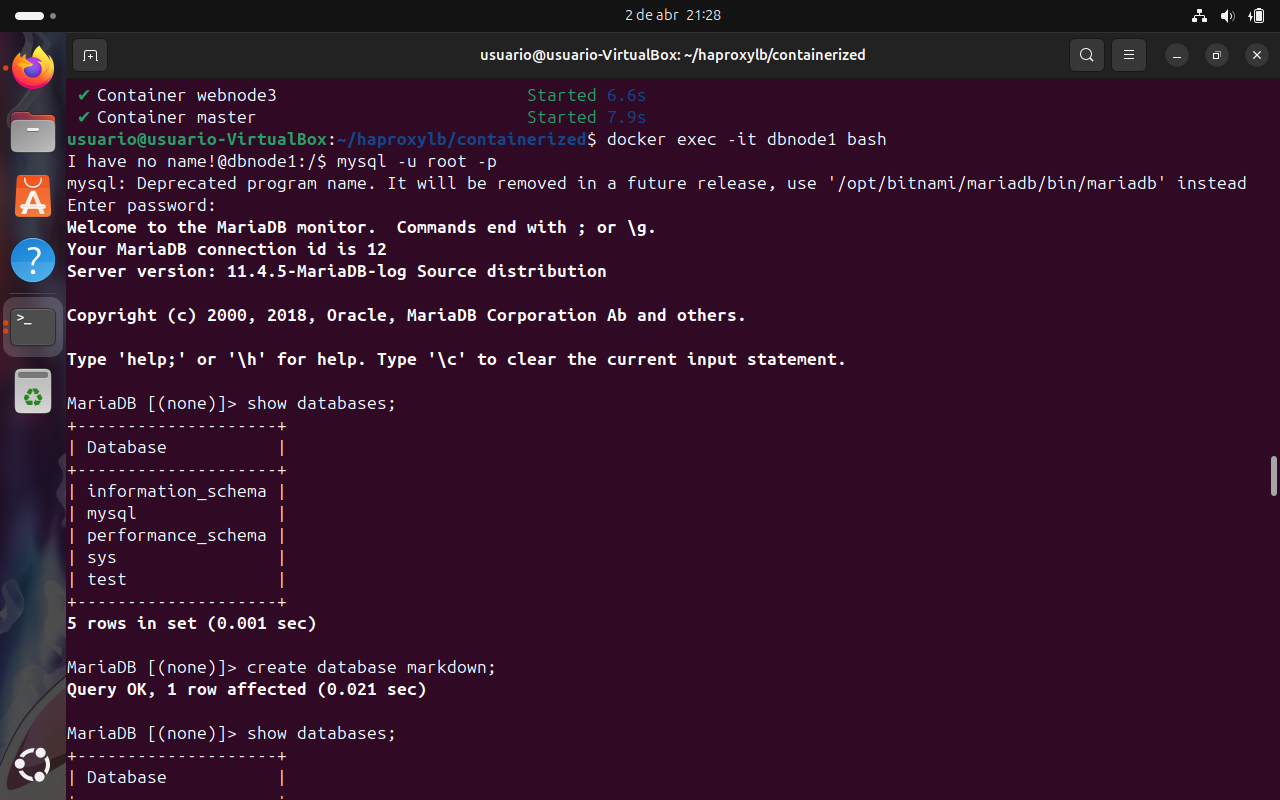 2 de abr 21:28
usuario@usuario-VirtualBox: ~/haproxylb/containerized
✔ Container webnode3 Started 6.6s
✔ Container master Started 7.9s
usuario@usuario-VirtualBox:~/haproxylb/containerized$ docker exec -it dbnode1 bash
I have no name!@dbnode1:/$ mysql -u root -p
mysql: Deprecated program name. It will be removed in a future release, use '/opt/bitnami/mariadb/bin/mariadb' instead
Enter password:
Welcome to the MariaDB monitor.  Commands end with ; or \g.
Your MariaDB connection id is 12
Server version: 11.4.5-MariaDB-log Source distribution
Copyright (c) 2000, 2018, Oracle, MariaDB Corporation Ab and others.
Type 'help;' or '\h' for help. Type '\c' to clear the current input statement.
MariaDB [(none)]> show databases;
+--------------------+
| Database           |
+--------------------+
| information_schema |
| mysql              |
| performance_schema |
| sys                |
| test               |
+--------------------+
5 rows in set (0.001 sec)
MariaDB [(none)]> create database markdown;
Query OK, 1 row affected (0.021 sec)
MariaDB [(none)]> show databases;
+--------------------+
| Database           |